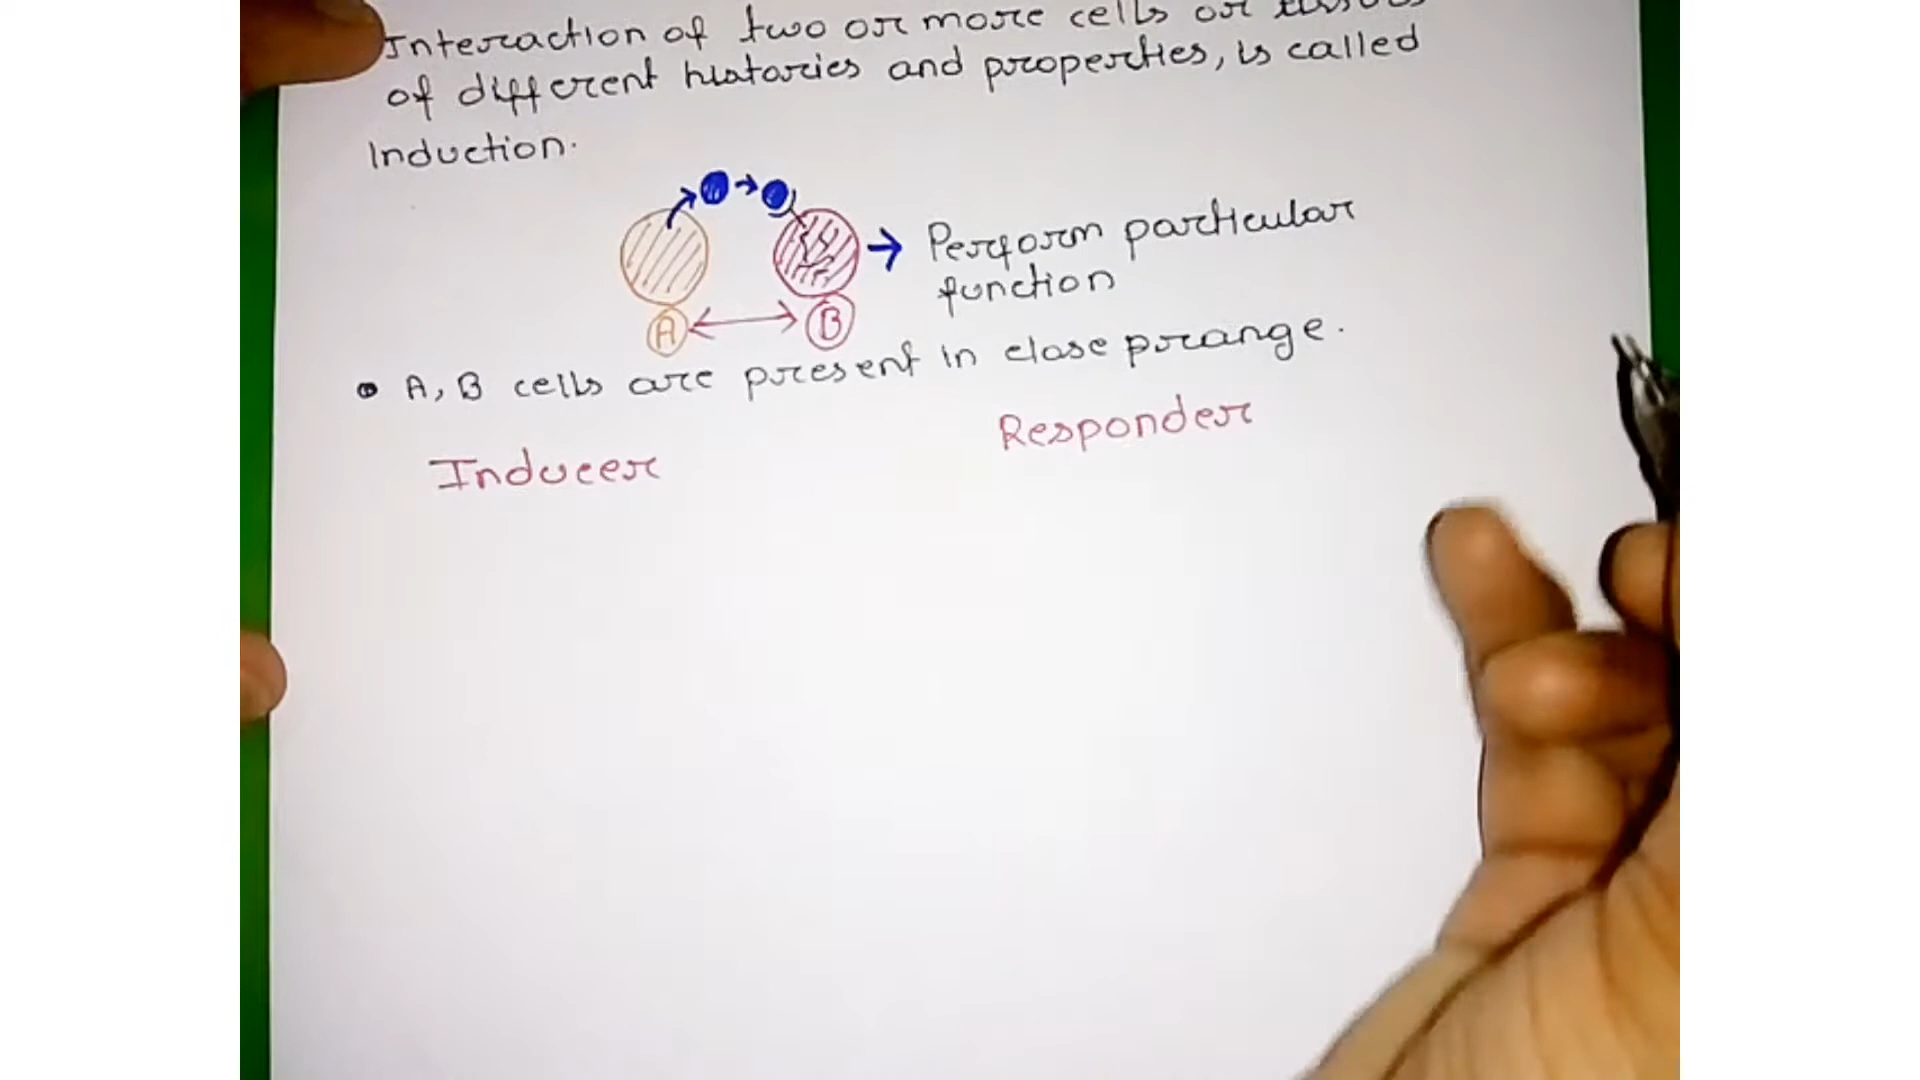 Interaction of two or more cells or
of different histories and properties, is called
Induction.
→ Perform particular
function
A ↔ B
• A, B cells are present in close prange.
Responder
Inducer